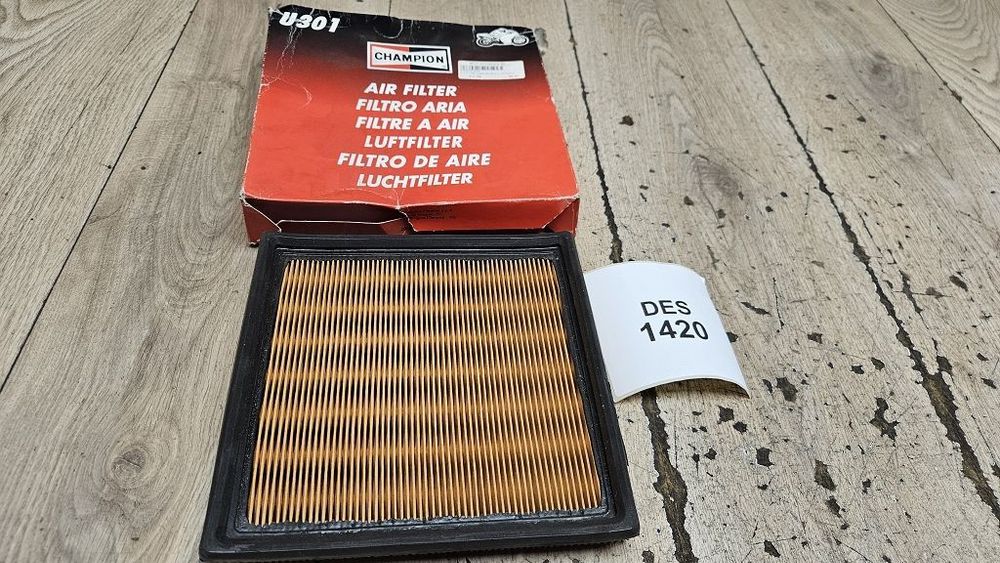 U301
CHAMPION
AIR FILTER
FILTRO ARIA
FILTRE A AIR
LUFTFILTER
FILTRO DE AIRE
LUCHTFILTER
DES
1420